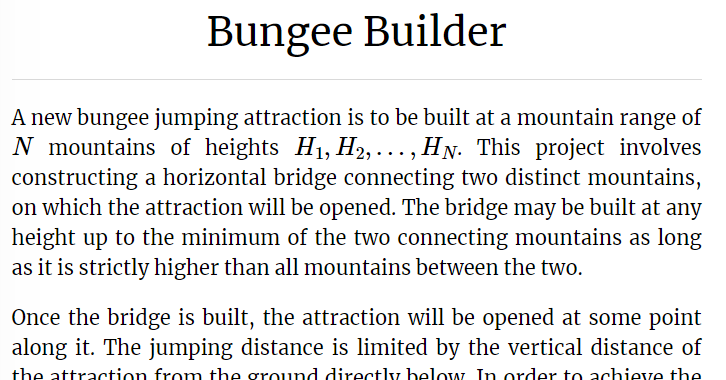 Bungee Builder
A new bungee jumping attraction is to be built at a mountain range of
N mountains of heights H₁, H₂, . . . , H_N. This project involves
constructing a horizontal bridge connecting two distinct mountains,
on which the attraction will be opened. The bridge may be built at any
height up to the minimum of the two connecting mountains as long
as it is strictly higher than all mountains between the two.
Once the bridge is built, the attraction will be opened at some point
along it. The jumping distance is limited by the vertical distance of
the attraction from the ground directly below. In order to achieve the